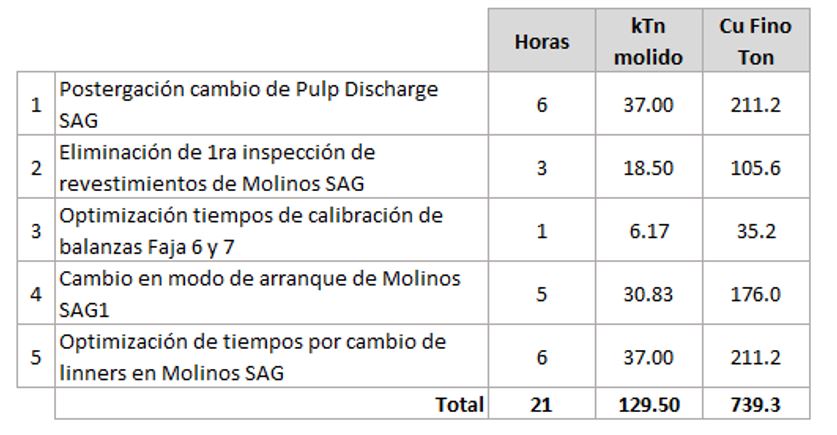 Horas kTn molido Cu Fino Ton
1 Postergación cambio de Pulp Discharge SAG 6 37.00 211.2
2 Eliminación de 1ra inspección de revestimientos de Molinos SAG 3 18.50 105.6
3 Optimización tiempos de calibración de balanzas Faja 6 y 7 1 6.17 35.2
4 Cambio en modo de arranque de Molinos SAG1 5 30.83 176.0
5 Optimización de tiempos por cambio de linners en Molinos SAG 6 37.00 211.2
Total 21 129.50 739.3